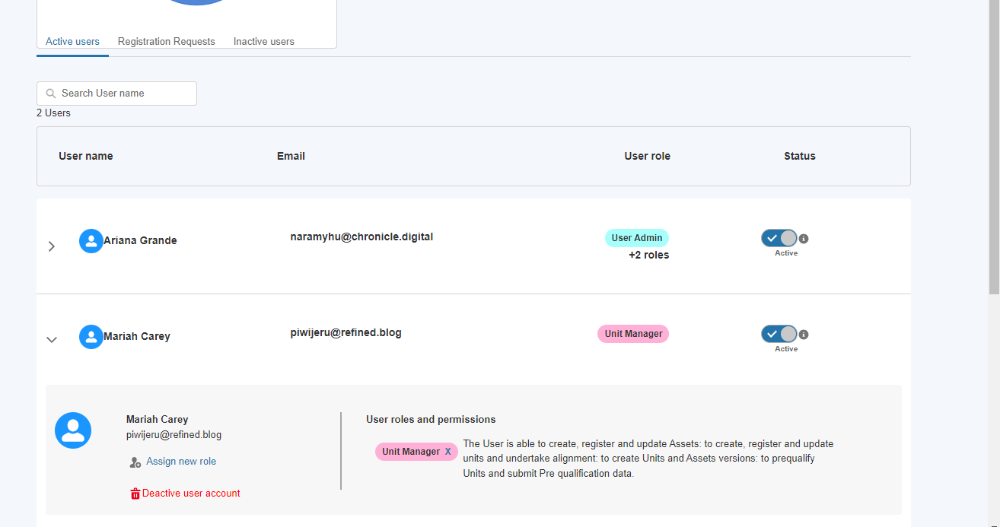 Active users Registration Requests Inactive users
Search User name
2 Users
User name Email User role Status
Ariana Grande naramyhu@chronicle.digital User Admin
+2 roles
Active
Mariah Carey piwijeru@refined.blog Unit Manager
Active
Mariah Carey
piwijeru@refined.blog
Assign new role
Deactive user account
User roles and permissions
Unit Manager X
The User is able to create, register and update Assets: to create, register and update
units and undertake alignment: to create Units and Assets versions: to prequalify
Units and submit Pre qualification data.